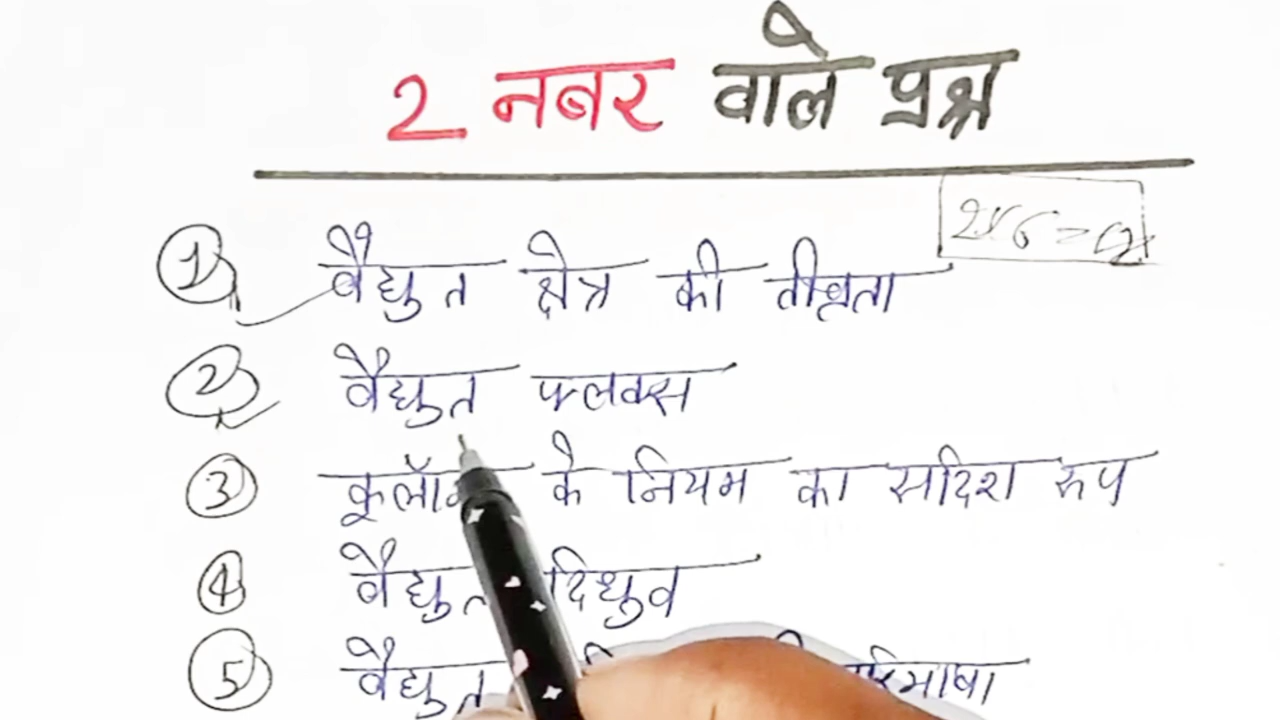 2 नबर वाले प्रश्न
① वैद्युत क्षेत्र की तीव्रता
② वैद्युत फ्लक्स
③ के नियम का सदिश रूप
④ वैद्युत
⑤ वैद्युत